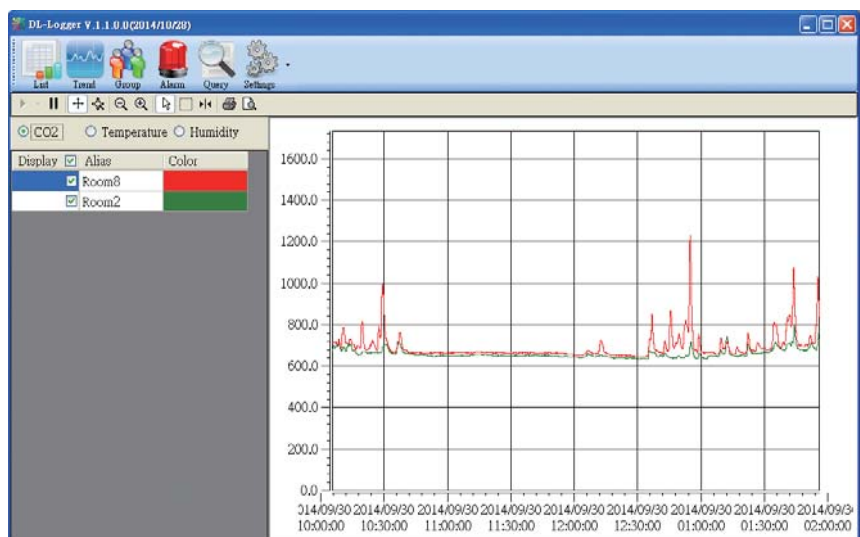 DL-Logger V.1.1.0.0(2014/10/28)
List Trend Group Alarm Query Settings
CO2 Temperature Humidity
Display Alias Color
Room8
Room2
1600.0
1400.0
1200.0
1000.0
800.0
600.0
400.0
200.0
0.0
014/09/30 2014/09/30 2014/09/30 2014/09/30 2014/09/30 2014/09/30 2014/09/30 2014/09/30 2014/09/3
10:00:00 10:30:00 11:00:00 11:30:00 12:00:00 12:30:00 01:00:00 01:30:00 02:00:00